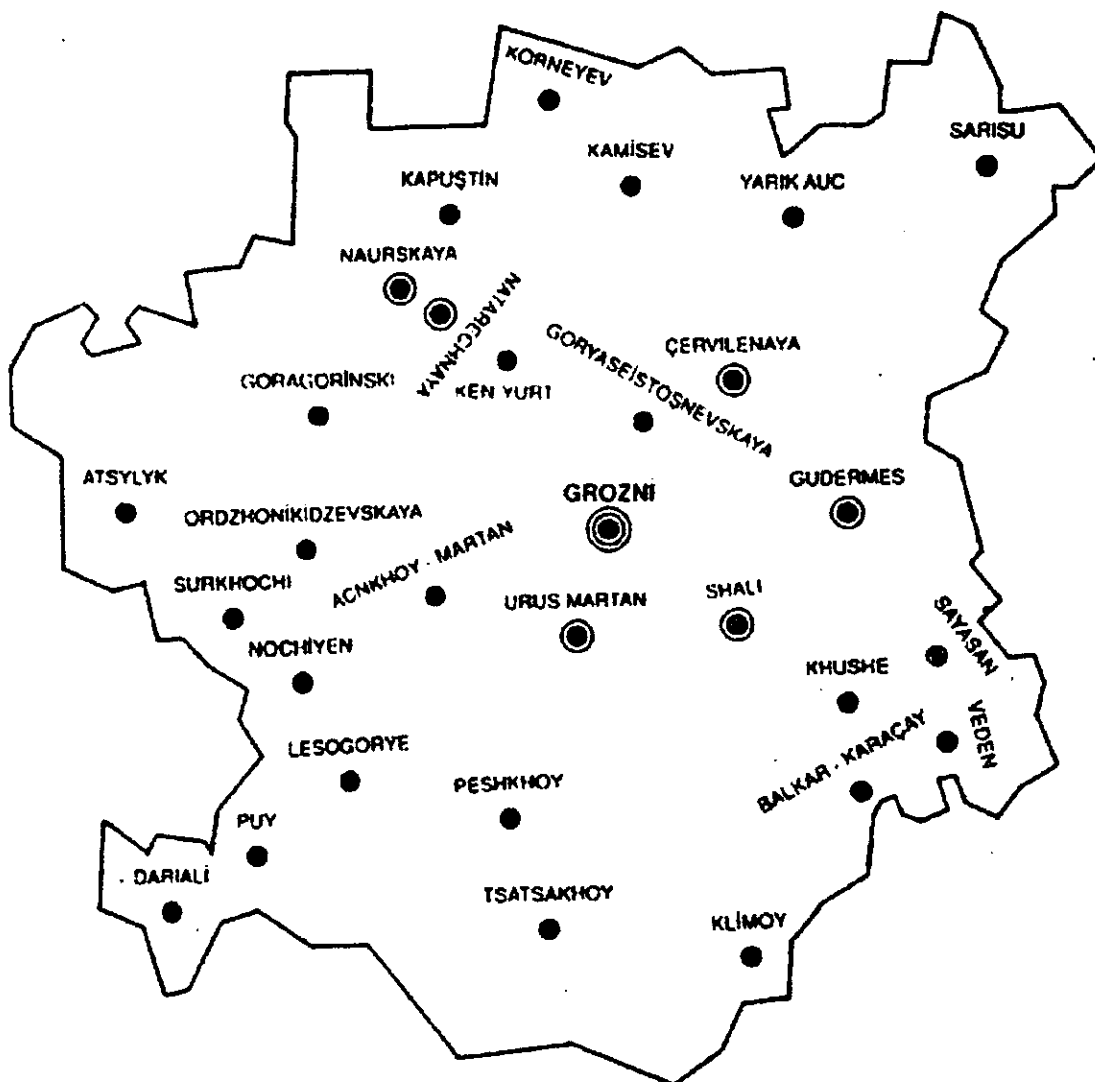 KORNEYEV
SARISU
KAMİSEV
KAPUŞTİN
YARIK AUC
NAURSKAYA
NATARECHNAYA
GORYASEİSTOŞNEVSKAYA
ÇERVILENAYA
GORAGORİNSKI
KEN YURT
ATSYLYK
GUDERMES
GROZNİ
ORDZHONİKİDZEVSKAYA
ACNKHOY - MARTAN
SURKHOCHI
URUS MARTAN
SHALI
SAYASAN
NOCHİYEN
KHUSHE
VEDEN
BALKAR - KARAÇAY
LESOGORYE
PESHKHOY
PUY
DARIALİ
TSATSAKHOY
KLİMOY